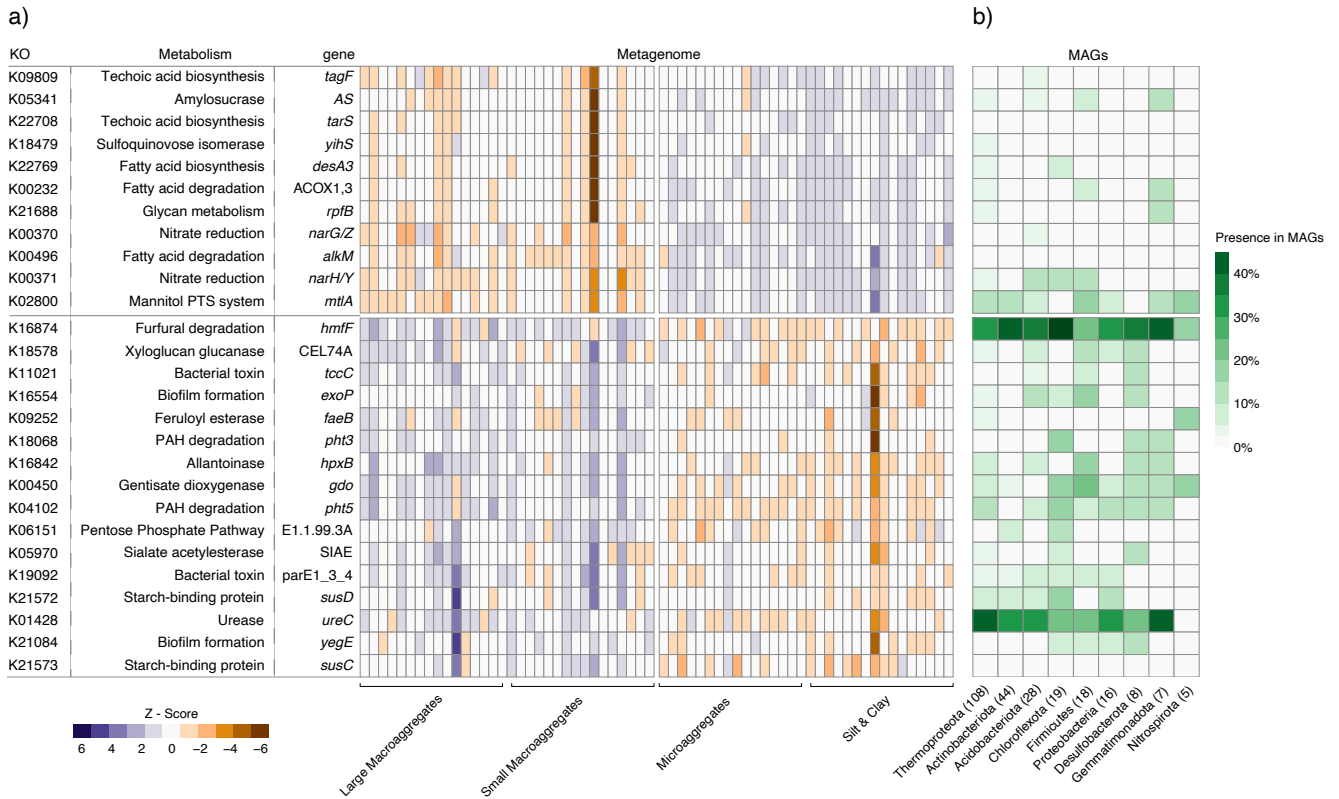 a)
b)
KO Metabolism gene Metagenome MAGs
K09809 Techoic acid biosynthesis tagF
K05341 Amylosucrase AS
K22708 Techoic acid biosynthesis tarS
K18479 Sulfoquinovose isomerase yihS
K22769 Fatty acid biosynthesis desA3
K00232 Fatty acid degradation ACOX1,3
K21688 Glycan metabolism rpfB
K00370 Nitrate reduction narG/Z
K00496 Fatty acid degradation alkM
K00371 Nitrate reduction narH/Y
K02800 Mannitol PTS system mtlA
K16874 Furfural degradation hmfF
K18578 Xyloglucan glucanase CEL74A
K11021 Bacterial toxin tccC
K16554 Biofilm formation exoP
K09252 Feruloyl esterase faeB
K18068 PAH degradation pht3
K16842 Allantoinase hpxB
K00450 Gentisate dioxygenase gdo
K04102 PAH degradation pht5
K06151 Pentose Phosphate Pathway E1.1.99.3A
K05970 Sialate acetylesterase SIAE
K19092 Bacterial toxin parE1_3_4
K21572 Starch-binding protein susD
K01428 Urease ureC
K21084 Biofilm formation yegE
K21573 Starch-binding protein susC
Presence in MAGs
40%
30%
20%
10%
0%
Z - Score
6 4 2 0 −2 −4 −6
Large Macroaggregates
Small Macroaggregates
Microaggregates
Silt & Clay
Thermoproteota (108)
Actinobacteriota (44)
Acidobacteriota (28)
Chloroflexota (19)
Firmicutes (18)
Proteobacteria (16)
Desulfobacterota (8)
Gemmatimonadota (7)
Nitrospirota (5)